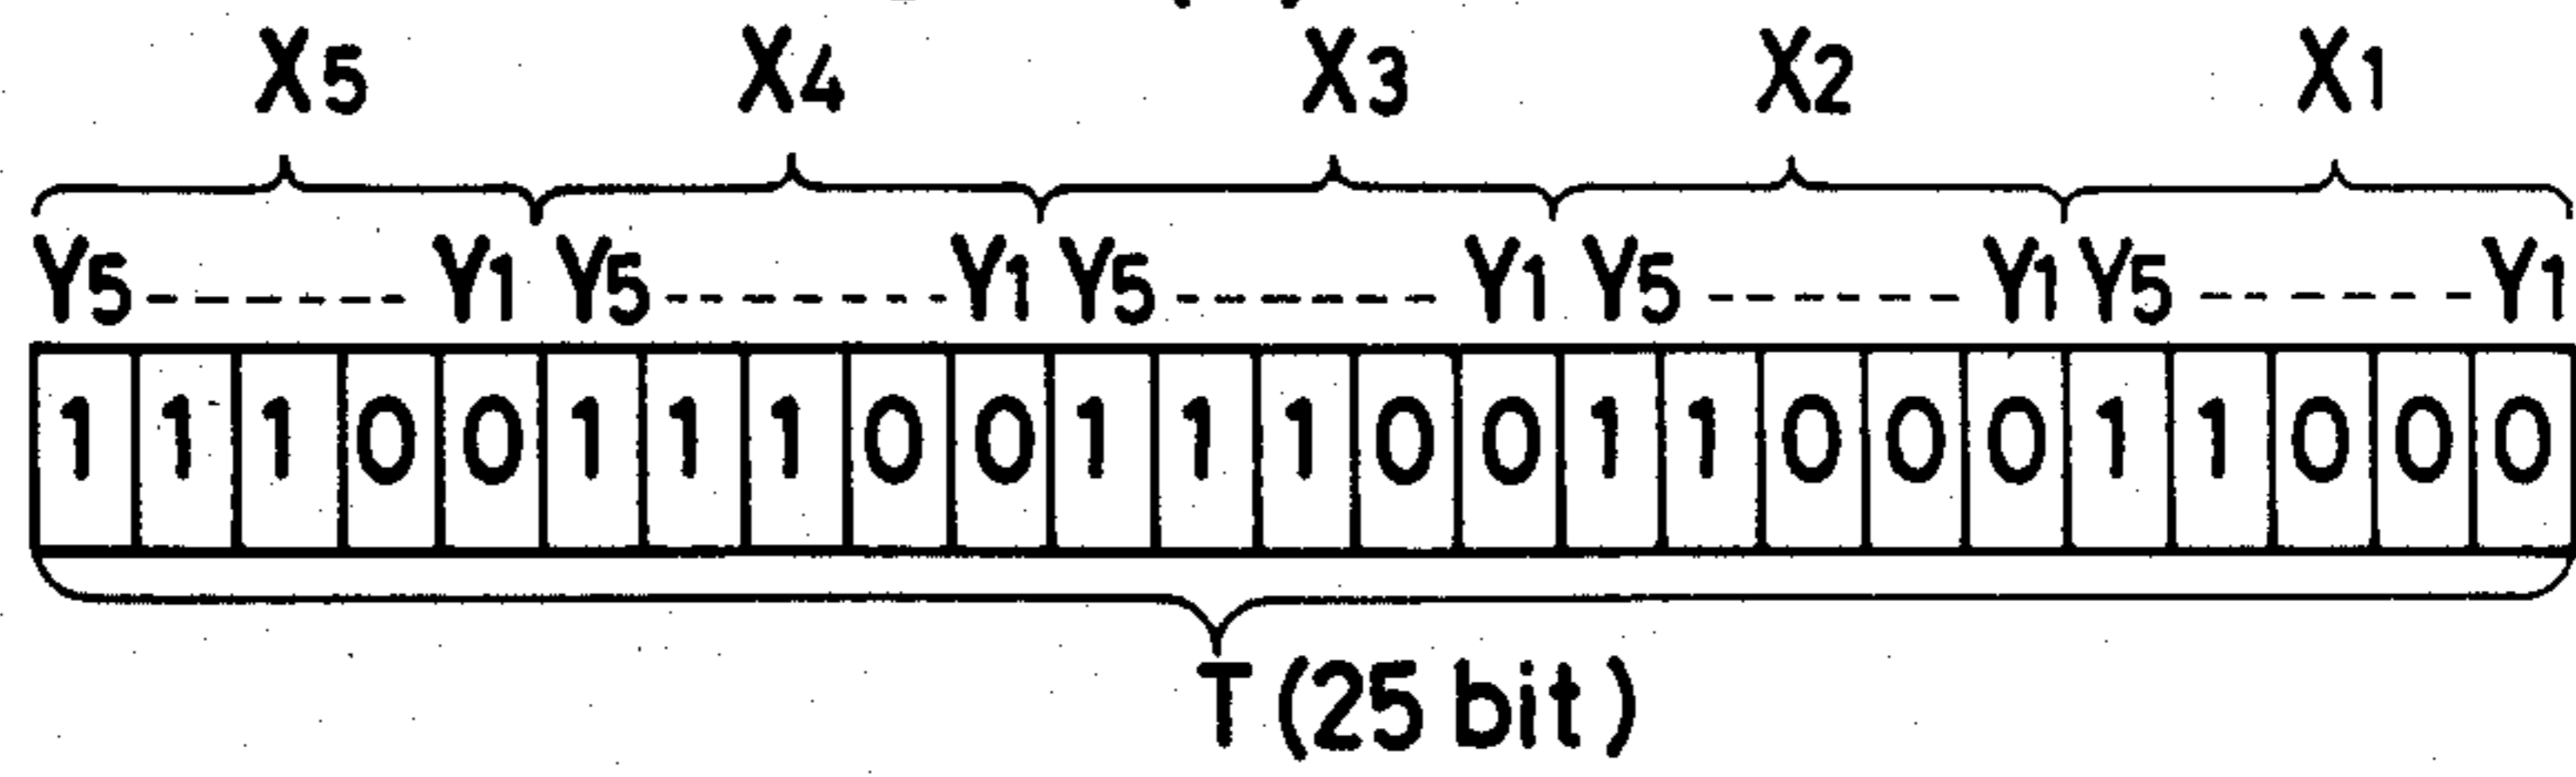 X5 X4 X3 X2 X1
Y5 Y1 Y5 Y1 Y5 Y1 Y5 Y1 Y5 Y1
1 1 1 0 0 1 1 1 0 0 1 1 1 0 0 1 1 0 0 0 1 1 0 0 0
T (25 bit)